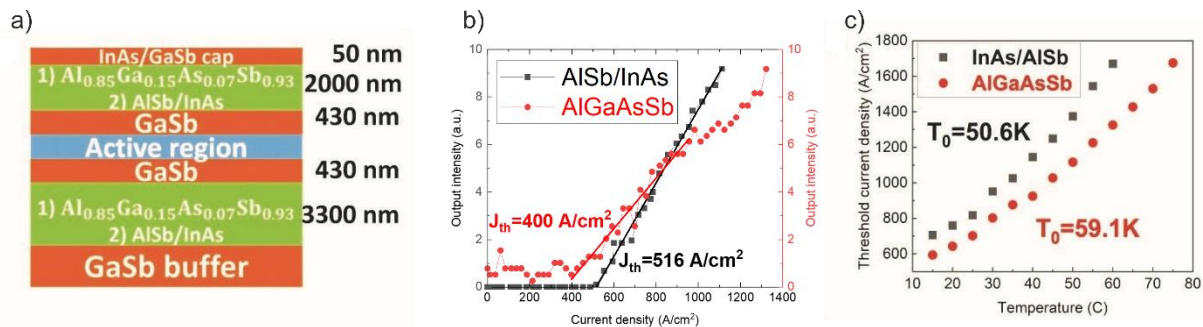 a)
InAs/GaSb cap
50 nm
1) Al₀.₈₅Ga₀.₁₅As₀.₀₇Sb₀.₉₃
2) AlSb/InAs
2000 nm
GaSb
430 nm
Active region
GaSb
430 nm
1) Al₀.₈₅Ga₀.₁₅As₀.₀₇Sb₀.₉₃
2) AlSb/InAs
3300 nm
GaSb buffer
b)
AlSb/InAs
AlGaAsSb
Jth=400 A/cm²
Jth=516 A/cm²
Output intensity (a.u.)
10
8
6
4
2
0
Output intensity (a.u.)
10
8
6
4
2
0
0 200 400 600 800 1000 1200 1400
Current density (A/cm²)
c)
InAs/AlSb
AlGaAsSb
T₀=50.6K
T₀=59.1K
Threshold current density (A/cm²)
1800
1600
1400
1200
1000
800
600
10 20 30 40 50 60 70 80
Temperature (C)